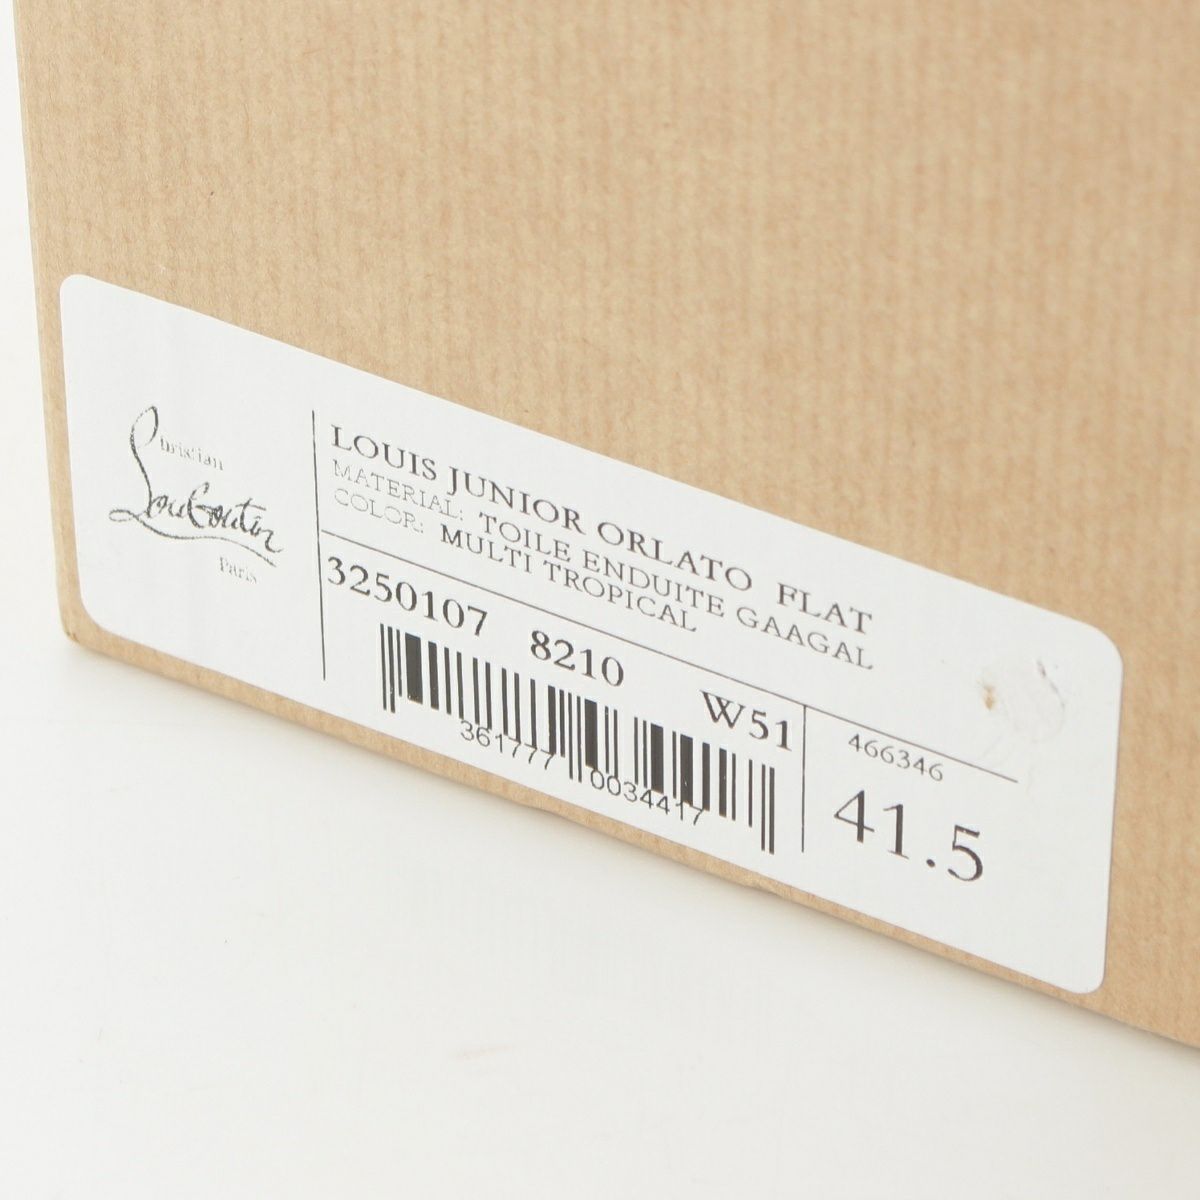 Christian
Louboutin
Paris
LOUIS JUNIOR ORLATO FLAT
MATERIAL: TOILE ENDUITE GAAGAL
COLOR: MULTI TROPICAL
3250107 8210 W51
361777 0034417
466346
41.5